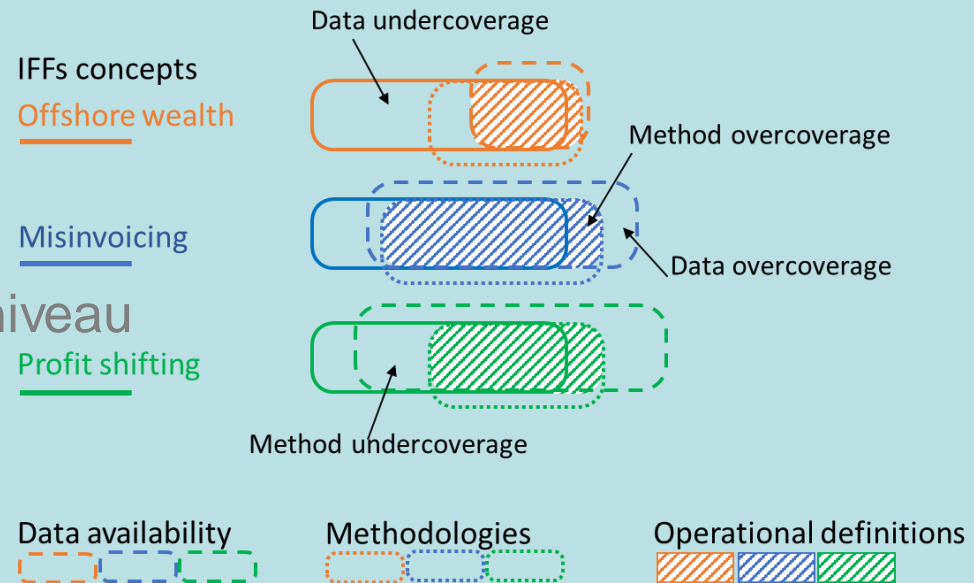 Data undercoverage
IFFs concepts
Offshore wealth
Method overcoverage
Misinvoicing
Data overcoverage
niveau
Profit shifting
Method undercoverage
Data availability
Methodologies
Operational definitions